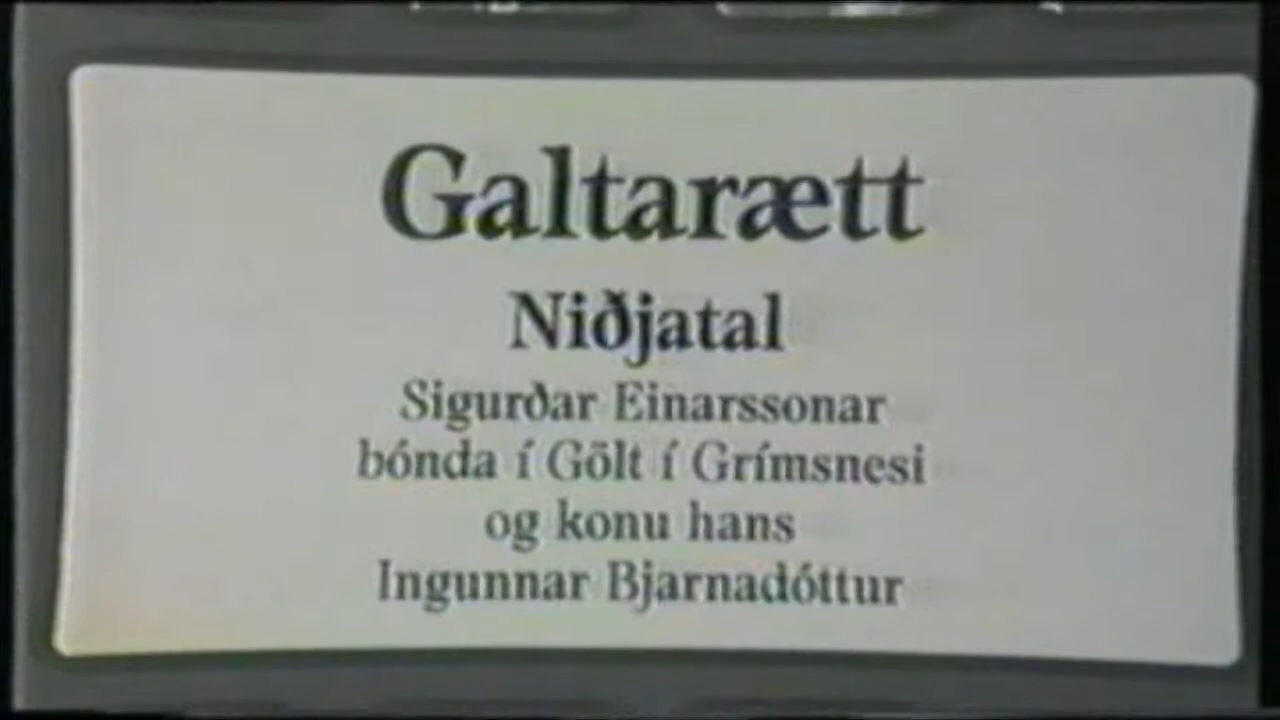 Galtarætt
Niðjatal
Sigurðar Einarssonar
bónda í Gölt í Grímsnesi
og konu hans
Ingunnar Bjarnadóttur